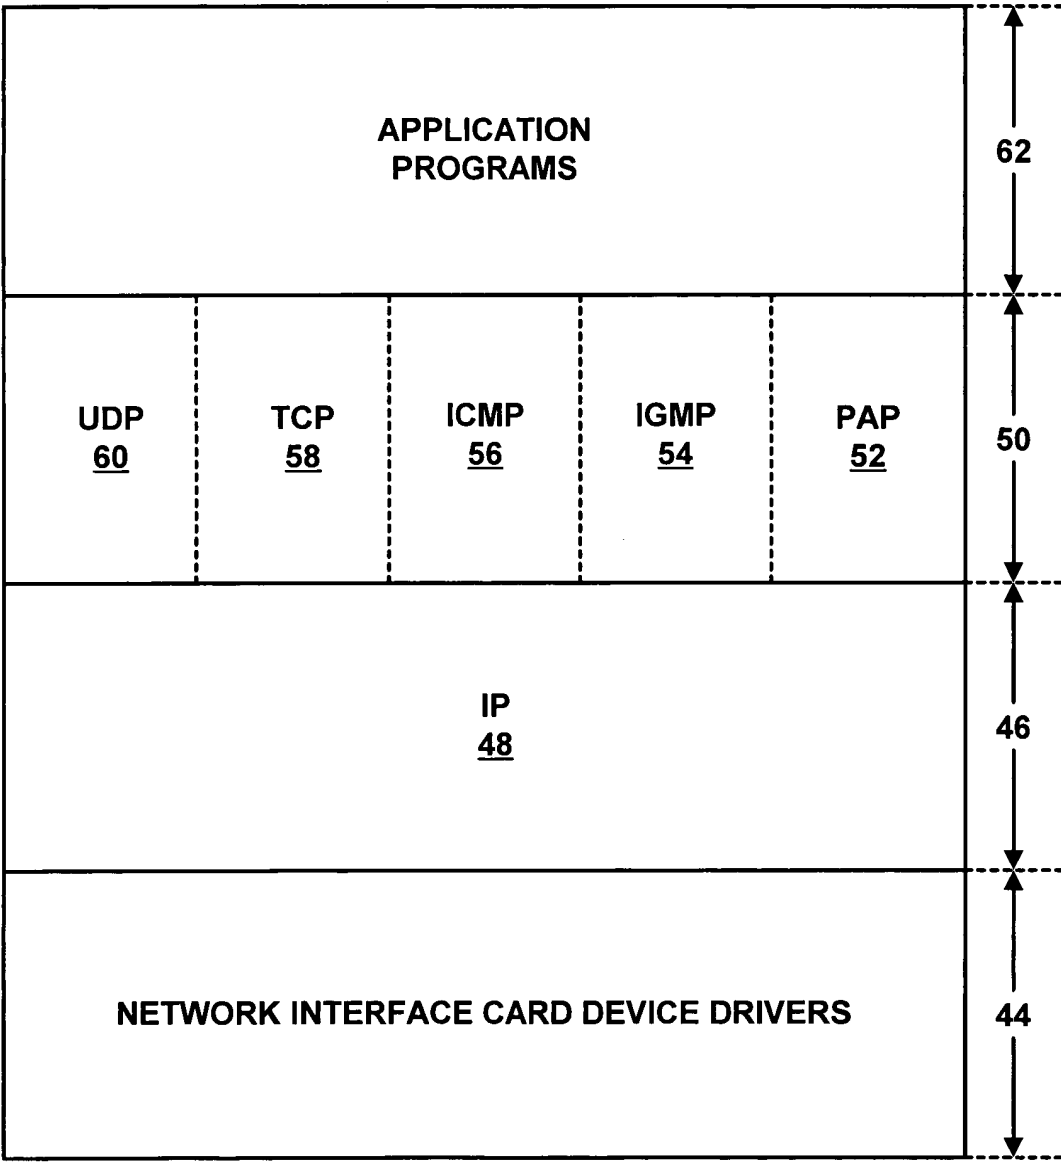 APPLICATION
PROGRAMS
62
UDP
60
TCP
58
ICMP
56
IGMP
54
PAP
52
50
IP
48
46
NETWORK INTERFACE CARD DEVICE DRIVERS
44